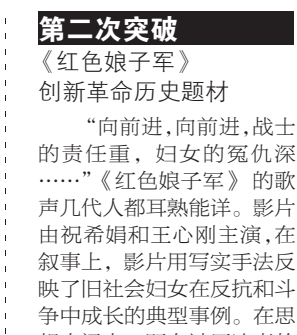 第二次突破
《红色娘子军》
创新革命历史题材
“向前进,向前进,战士
的责任重，妇女的冤仇深
……”《红色娘子军》的歌
声几代人都耳熟能详。影片
由祝希娟和王心刚主演,在
叙事上，影片用写实手法反
映了旧社会妇女在反抗和斗
争中成长的典型事例。在思